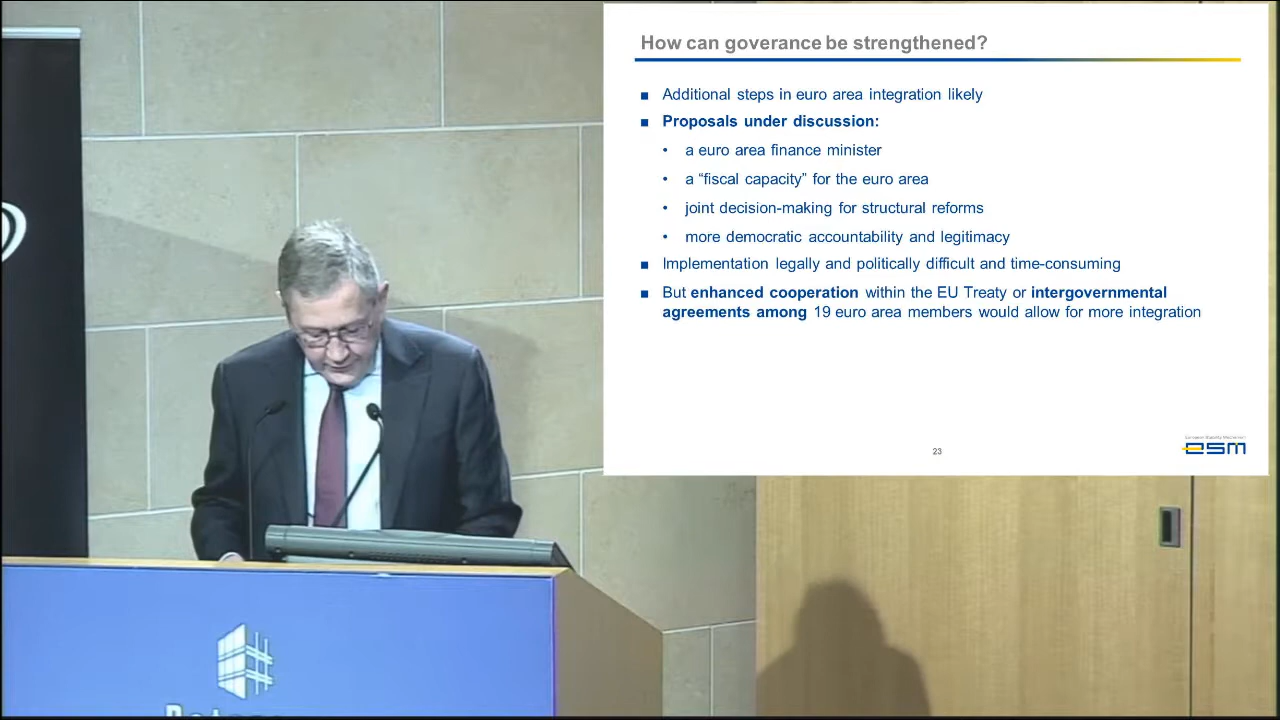 How can goverance be strengthened?
■ Additional steps in euro area integration likely
■ Proposals under discussion:
• a euro area finance minister
• a “fiscal capacity” for the euro area
• joint decision-making for structural reforms
• more democratic accountability and legitimacy
■ Implementation legally and politically difficult and time-consuming
■ But enhanced cooperation within the EU Treaty or intergovernmental
agreements among 19 euro area members would allow for more integration
23
European Stability Mechanism
esm